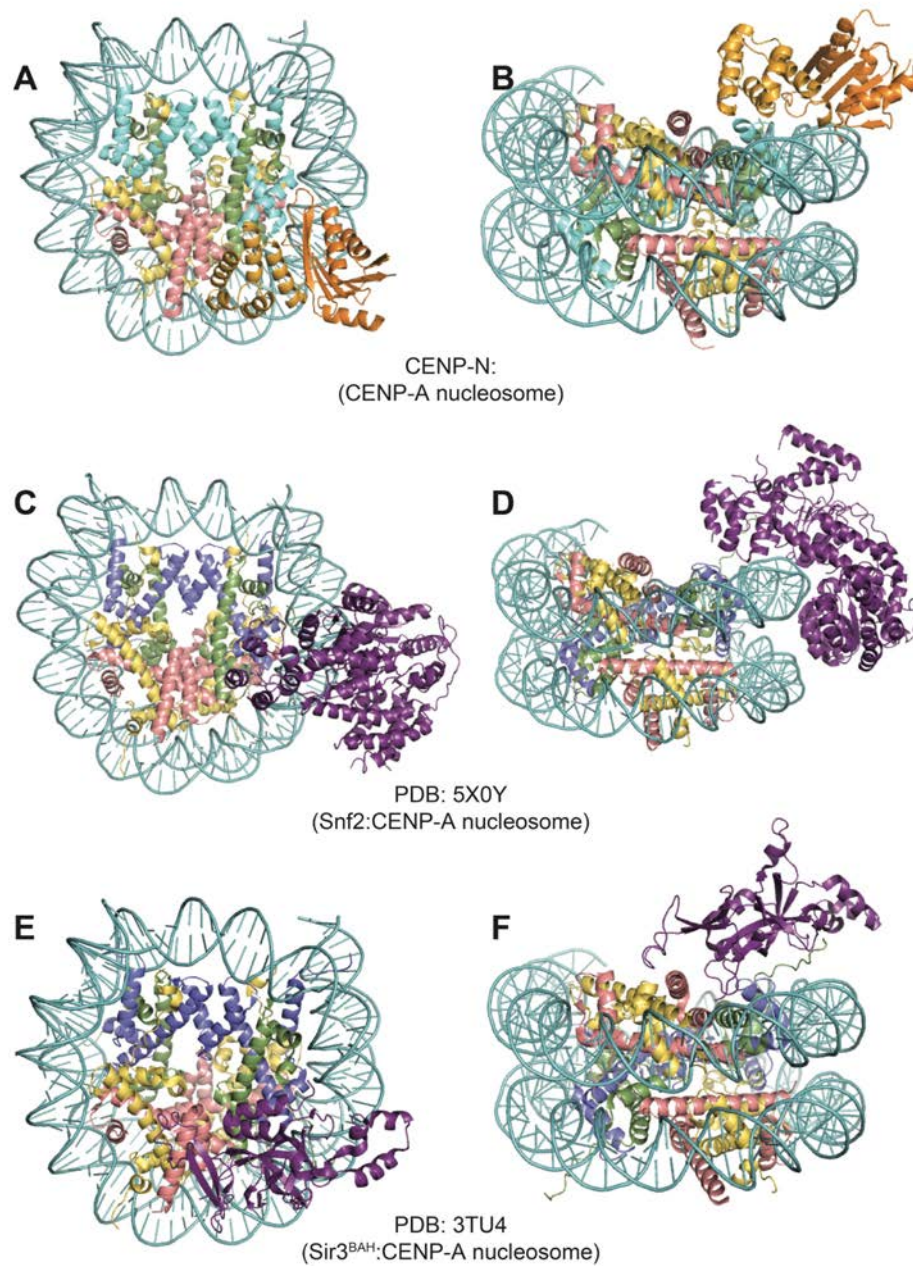 A
B
CENP-N:
(CENP-A nucleosome)
C
D
PDB: 5X0Y
(Snf2:CENP-A nucleosome)
E
F
PDB: 3TU4
(Sir3ᴮᴬᴴ:CENP-A nucleosome)